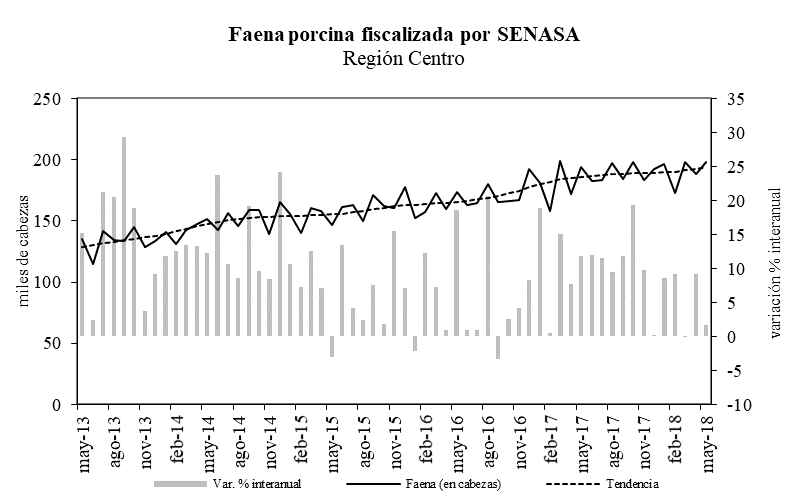 Faena porcina fiscalizada por SENASA
Región Centro
250
200
150
100
50
0
miles de cabezas
35
30
25
20
15
10
5
0
-5
-10
variación % interanual
may-13
ago-13
nov-13
feb-14
may-14
ago-14
nov-14
feb-15
may-15
ago-15
nov-15
feb-16
may-16
ago-16
nov-16
feb-17
may-17
ago-17
nov-17
feb-18
may-18
Var. % interanual
Faena (en cabezas)
Tendencia